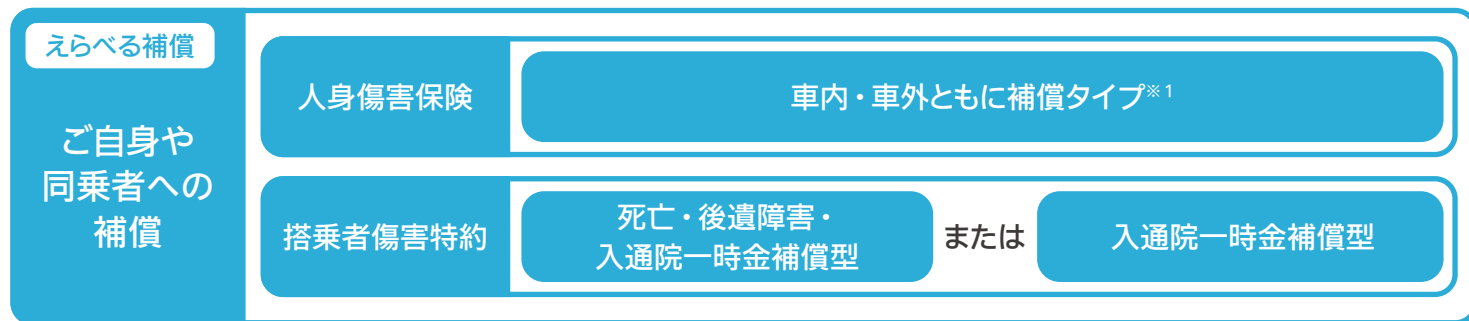 えらべる補償
ご自身や
同乗者への
補償
人身傷害保険
車内・車外ともに補償タイプ※1
搭乗者傷害特約
死亡・後遺障害・
入通院一時金補償型
または
入通院一時金補償型